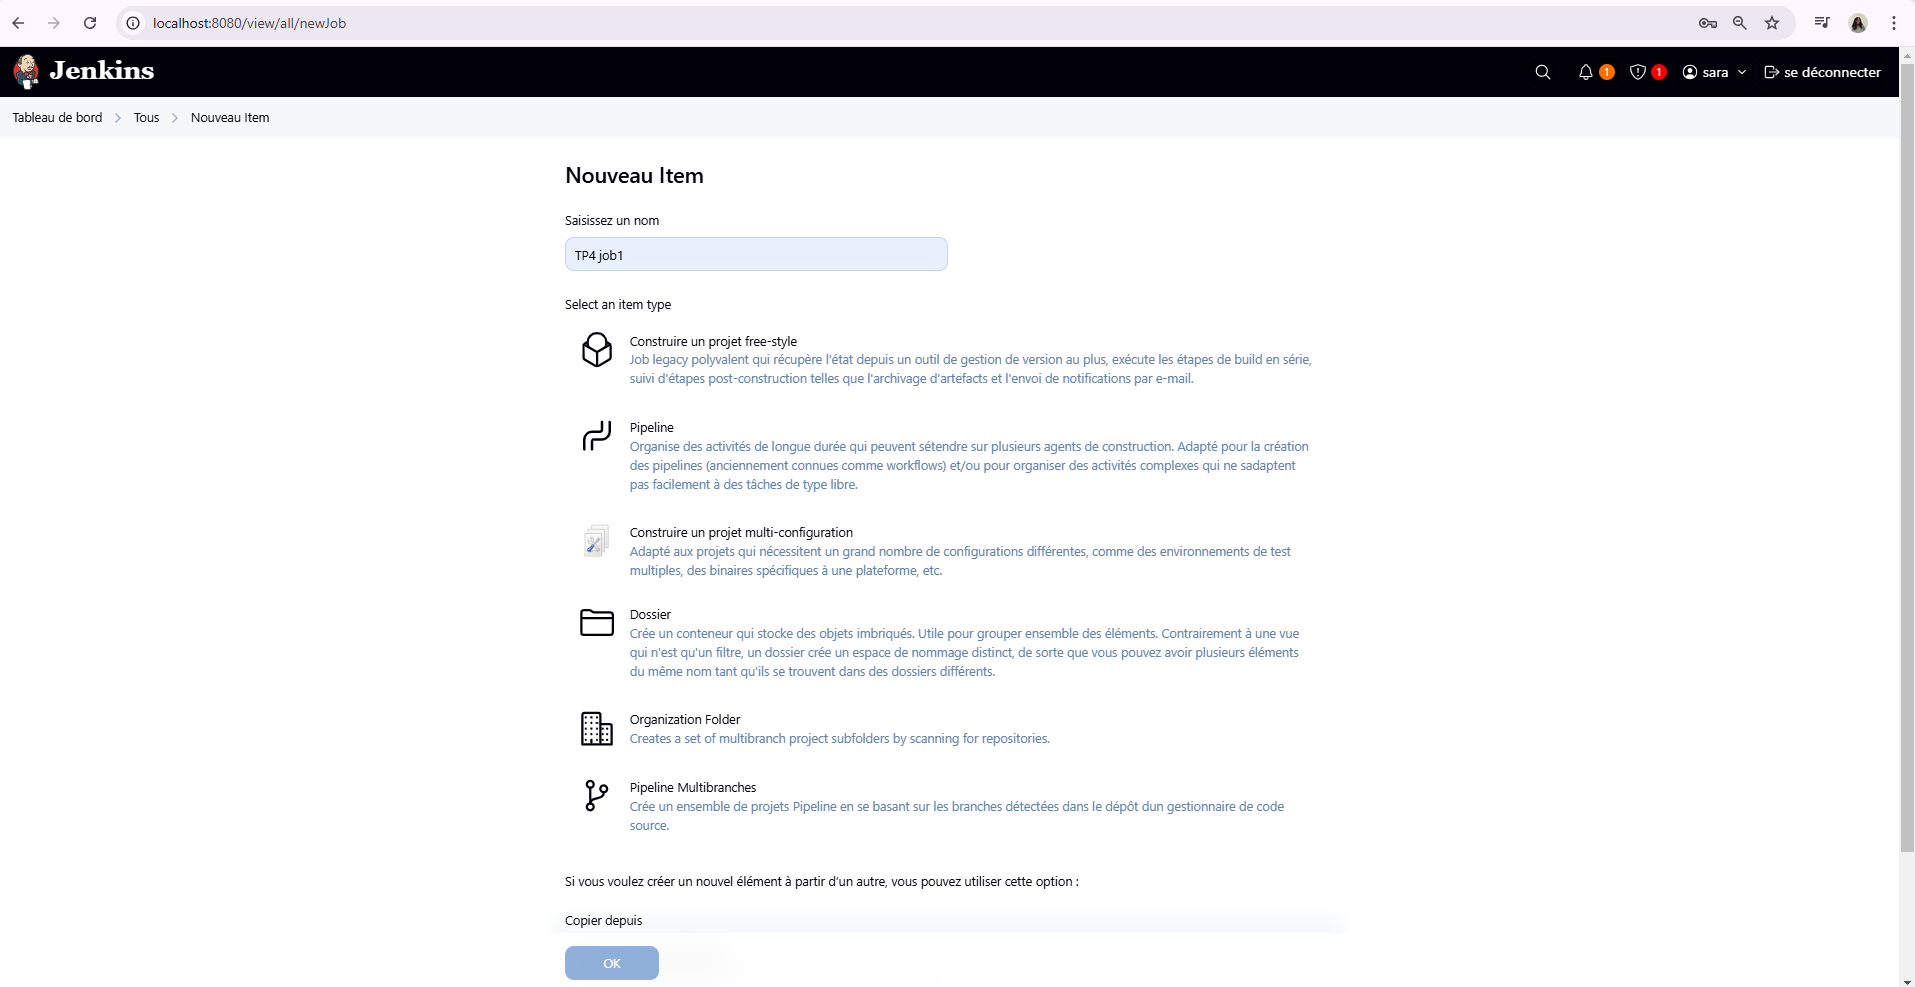 localhost:8080/view/all/newJob
Jenkins
1
1
sara
se déconnecter
Tableau de bord
Tous
Nouveau Item
Nouveau Item
Saisissez un nom
TP4 job1
Select an item type
Construire un projet free-style
Job legacy polyvalent qui récupère l'état depuis un outil de gestion de version au plus, exécute les étapes de build en série,
suivi d'étapes post-construction telles que l'archivage d'artefacts et l'envoi de notifications par e-mail.
Pipeline
Organise des activités de longue durée qui peuvent sétendre sur plusieurs agents de construction. Adapté pour la création
des pipelines (anciennement connues comme workflows) et/ou pour organiser des activités complexes qui ne sadaptent
pas facilement à des tâches de type libre.
Construire un projet multi-configuration
Adapté aux projets qui nécessitent un grand nombre de configurations différentes, comme des environnements de test
multiples, des binaires spécifiques à une plateforme, etc.
Dossier
Crée un conteneur qui stocke des objets imbriqués. Utile pour grouper ensemble des éléments. Contrairement à une vue
qui n'est qu'un filtre, un dossier crée un espace de nommage distinct, de sorte que vous pouvez avoir plusieurs éléments
du même nom tant qu'ils se trouvent dans des dossiers différents.
Organization Folder
Creates a set of multibranch project subfolders by scanning for repositories.
Pipeline Multibranches
Crée un ensemble de projets Pipeline en se basant sur les branches détectées dans le dépôt dun gestionnaire de code
source.
Si vous voulez créer un nouvel élément à partir d’un autre, vous pouvez utiliser cette option :
Copier depuis
OK